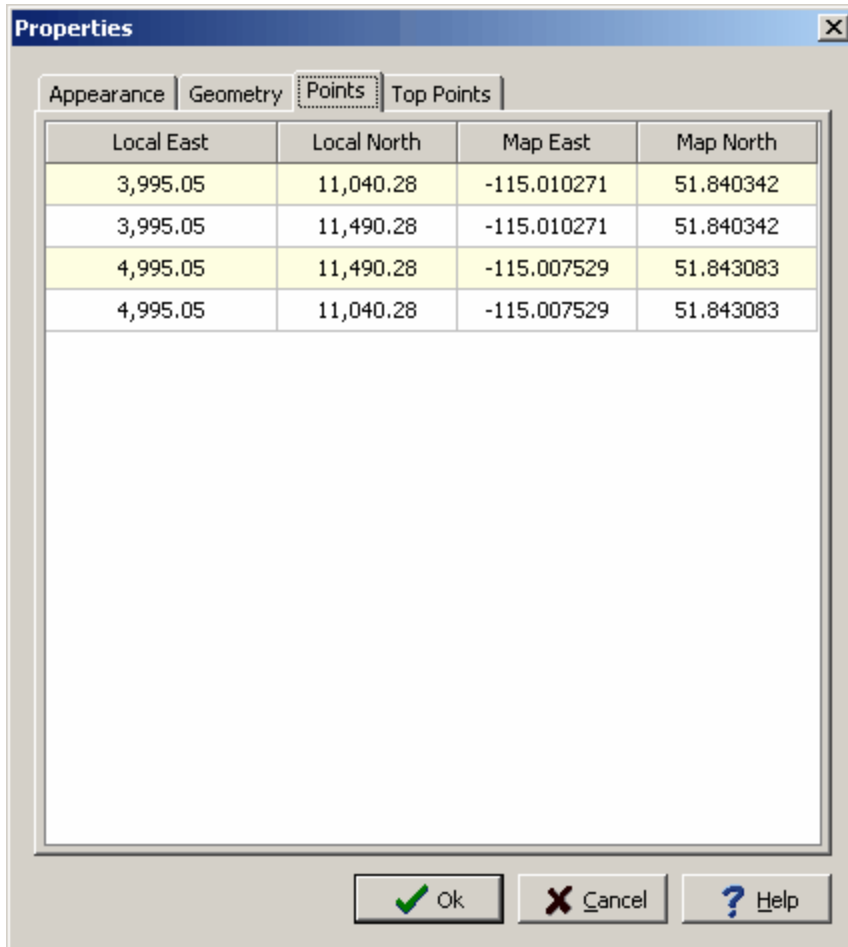 Properties
Appearance Geometry Points Top Points
Local East Local North Map East Map North
3,995.05 11,040.28 -115.010271 51.840342
3,995.05 11,490.28 -115.010271 51.840342
4,995.05 11,490.28 -115.007529 51.843083
4,995.05 11,040.28 -115.007529 51.843083
Ok Cancel Help